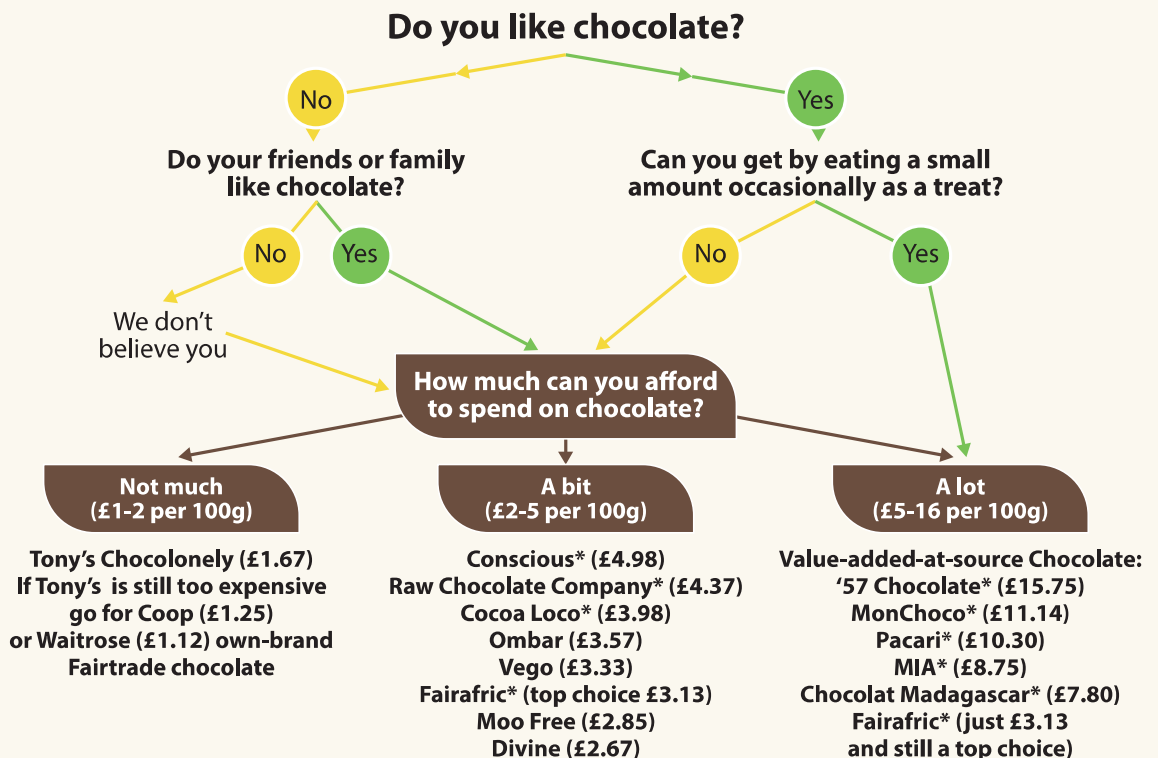 Do you like chocolate?
No
Yes
Do your friends or family
like chocolate?
Can you get by eating a small
amount occasionally as a treat?
No
Yes
No
Yes
We don't
believe you
How much can you afford
to spend on chocolate?
Not much
(£1-2 per 100g)
A bit
(£2-5 per 100g)
A lot
(£5-16 per 100g)
Tony's Chocolonely (£1.67)
If Tony's is still too expensive
go for Coop (£1.25)
or Waitrose (£1.12) own-brand
Fairtrade chocolate
Conscious* (£4.98)
Raw Chocolate Company* (£4.37)
Cocoa Loco* (£3.98)
Ombar (£3.57)
Vego (£3.33)
Fairafric* (top choice £3.13)
Moo Free (£2.85)
Divine (£2.67)
Value-added-at-source Chocolate:
‘57 Chocolate* (£15.75)
MonChoco* (£11.14)
Pacari* (£10.30)
MIA* (£8.75)
Chocolat Madagascar* (£7.80)
Fairafric* (just £3.13
and still a top choice)